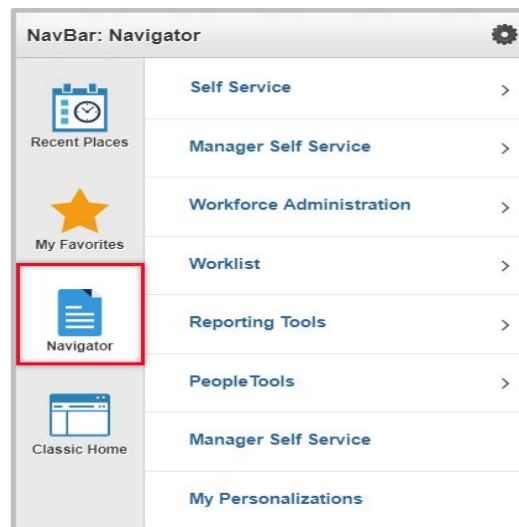 NavBar: Navigator
Recent Places
My Favorites
Navigator
Classic Home
Self Service
Manager Self Service
Workforce Administration
Worklist
Reporting Tools
PeopleTools
Manager Self Service
My Personalizations